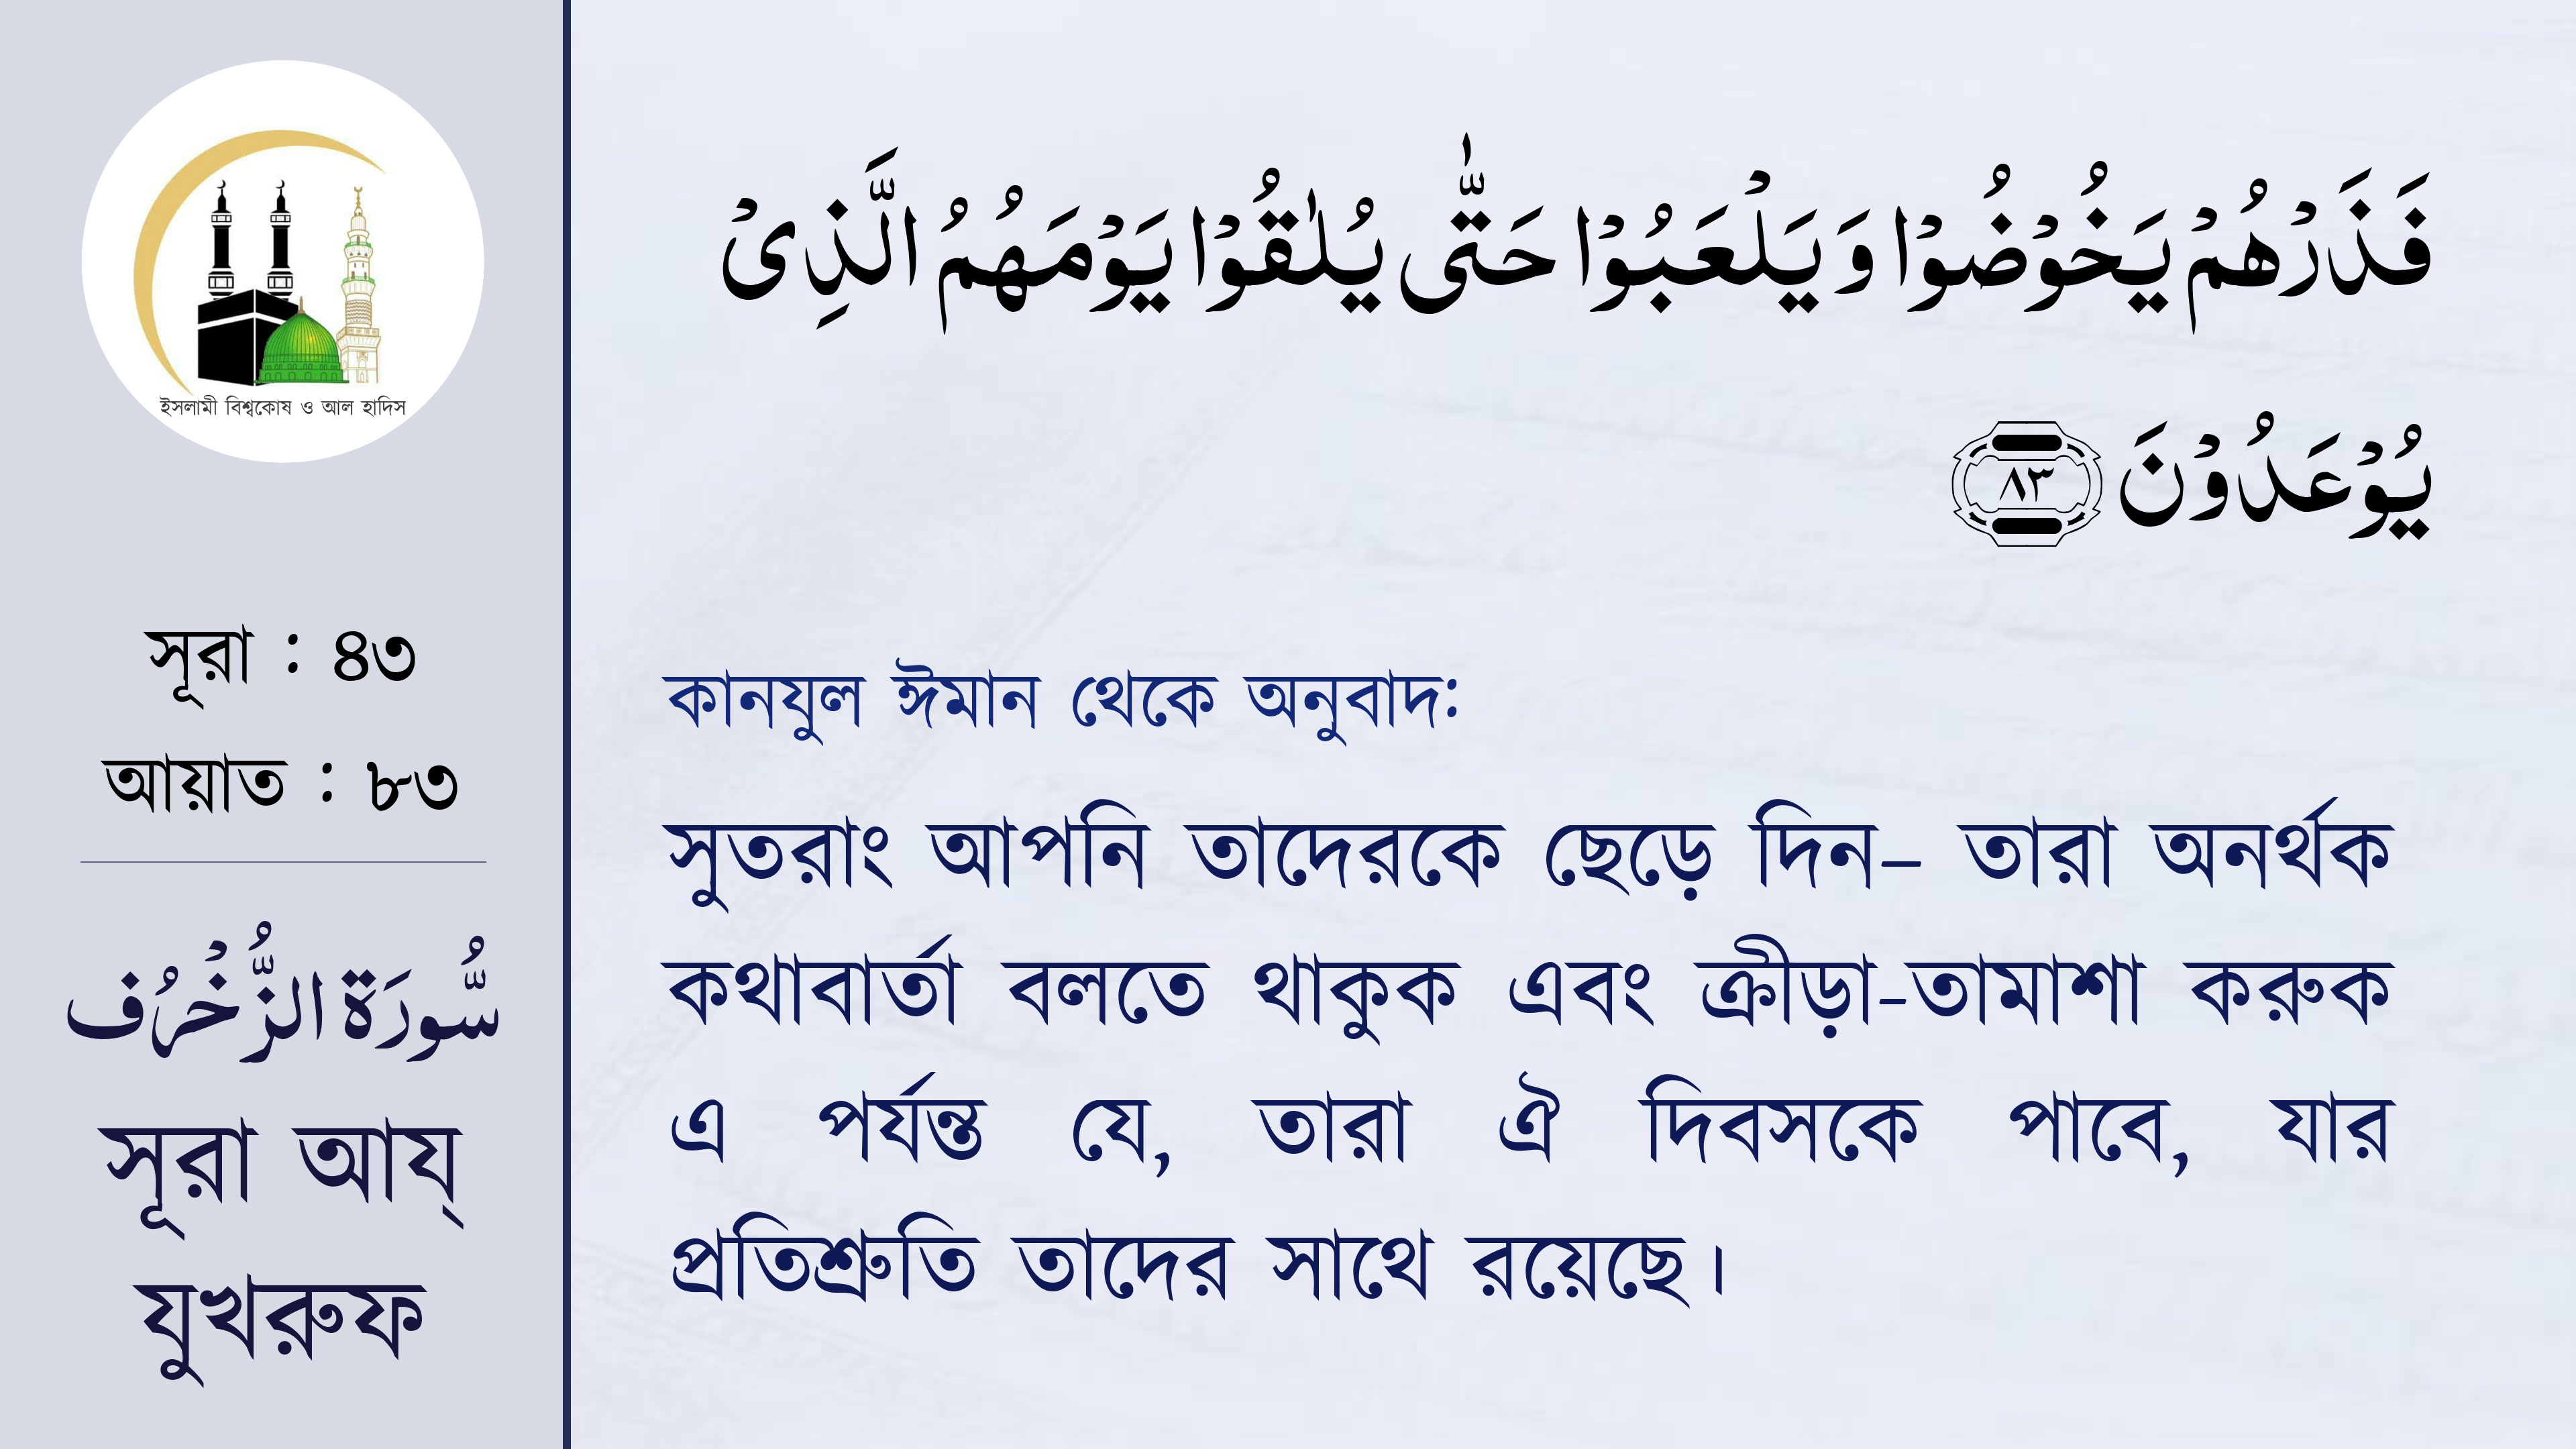 ইসলামী বিশ্বকোষ ও আল হাদিস
সূরা : ৪৩
আয়াত : ৮৩
سُّورَة الزُّخْرُف
সূরা আয্
যুখরুফ
فَذَرْهُمْ يَخُوْضُوْا وَ يَلْعَبُوْا حَتّٰى يُلٰقُوْا يَوْمَهُمُ الَّذِیْ
يُوْعَدُوْنَ ﴿٨٣﴾
কানযুল ঈমান থেকে অনুবাদ:
সুতরাং আপনি তাদেরকে ছেড়ে দিন– তারা অনর্থক
কথাবার্তা বলতে থাকুক এবং ক্রীড়া-তামাশা করুক
এ পর্যন্ত যে, তারা ঐ দিবসকে পাবে, যার
প্রতিশ্রুতি তাদের সাথে রয়েছে।